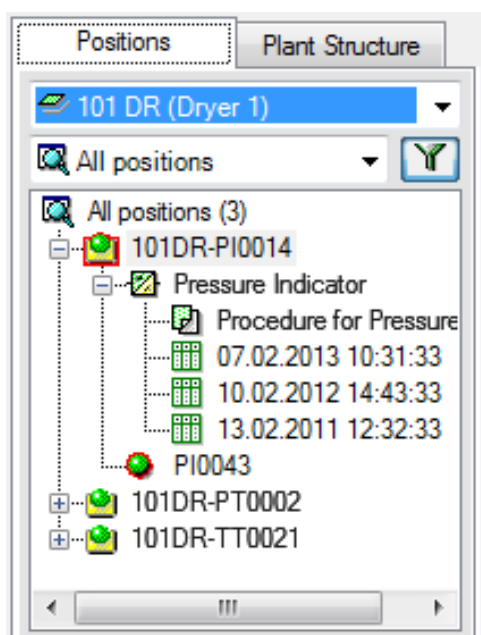 Positions
Plant Structure
101 DR (Dryer 1)
All positions
All positions (3)
101DR-PI0014
Pressure Indicator
Procedure for Pressure
07.02.2013 10:31:33
10.02.2012 14:43:33
13.02.2011 12:32:33
PI0043
101DR-PT0002
101DR-TT0021